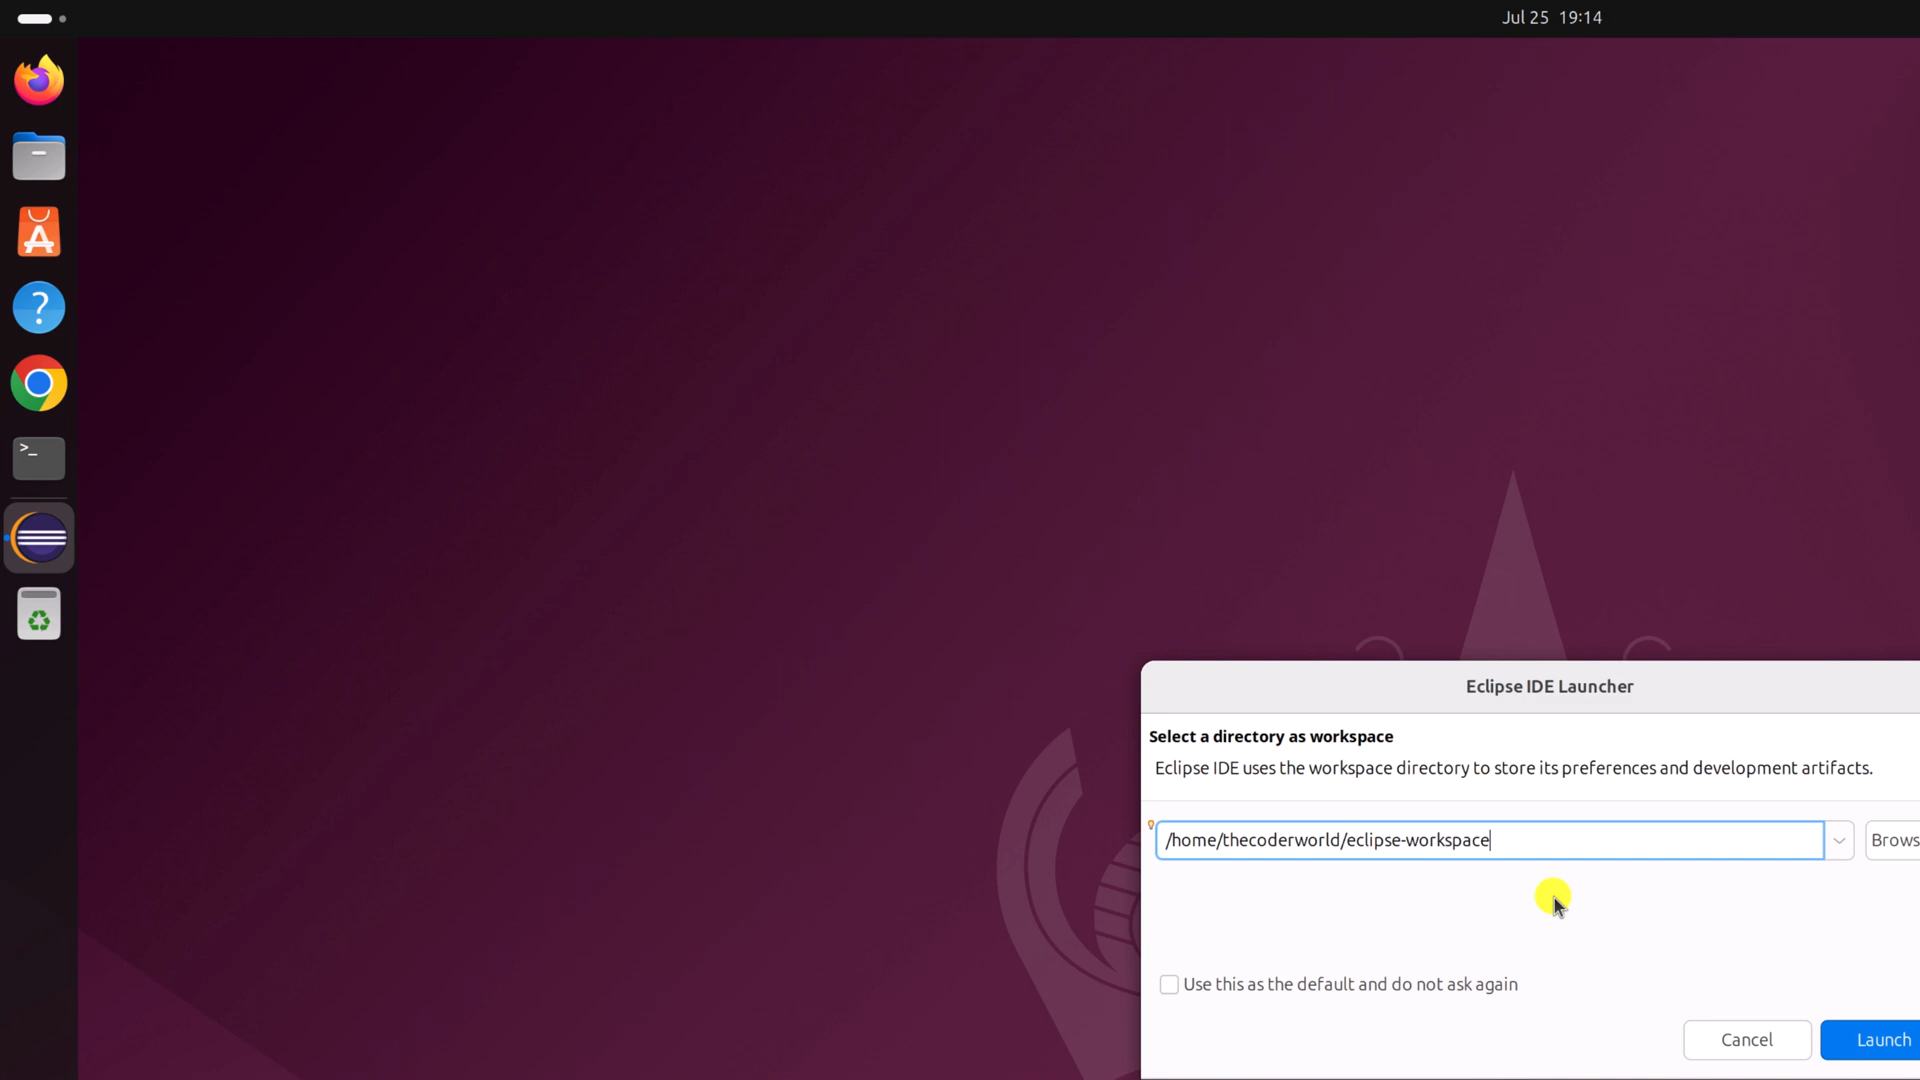 Jul 25 19:14
>_
?
Eclipse IDE Launcher
Select a directory as workspace
Eclipse IDE uses the workspace directory to store its preferences and development artifacts.
/home/thecoderworld/eclipse-workspace
Brows
Use this as the default and do not ask again
Cancel
Launch